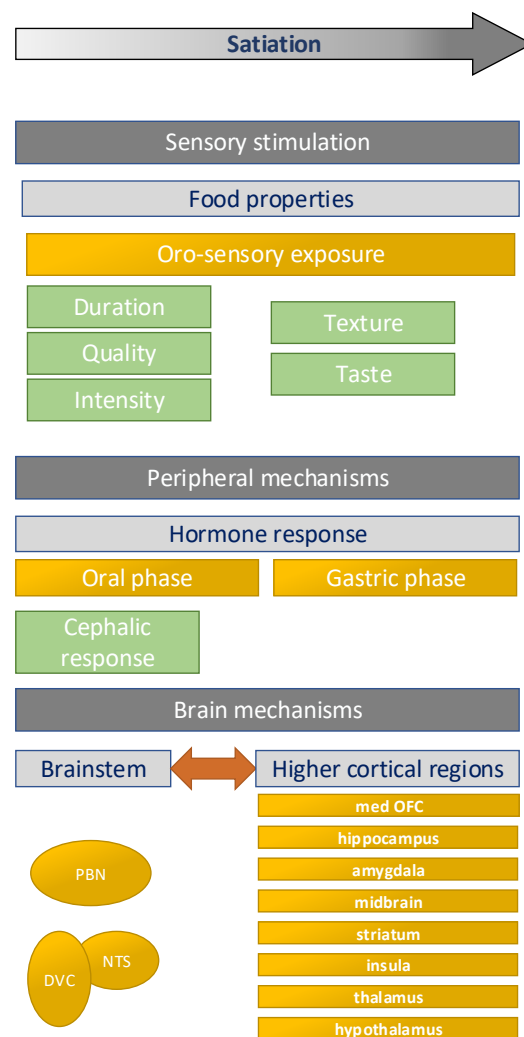 Satiation
Sensory stimulation
Food properties
Oro-sensory exposure
Duration
Quality
Intensity
Texture
Taste
Peripheral mechanisms
Hormone response
Oral phase
Gastric phase
Cephalic
response
Brain mechanisms
Brainstem
Higher cortical regions
med OFC
hippocampus
amygdala
midbrain
striatum
insula
thalamus
hypothalamus
PBN
NTS
DVC